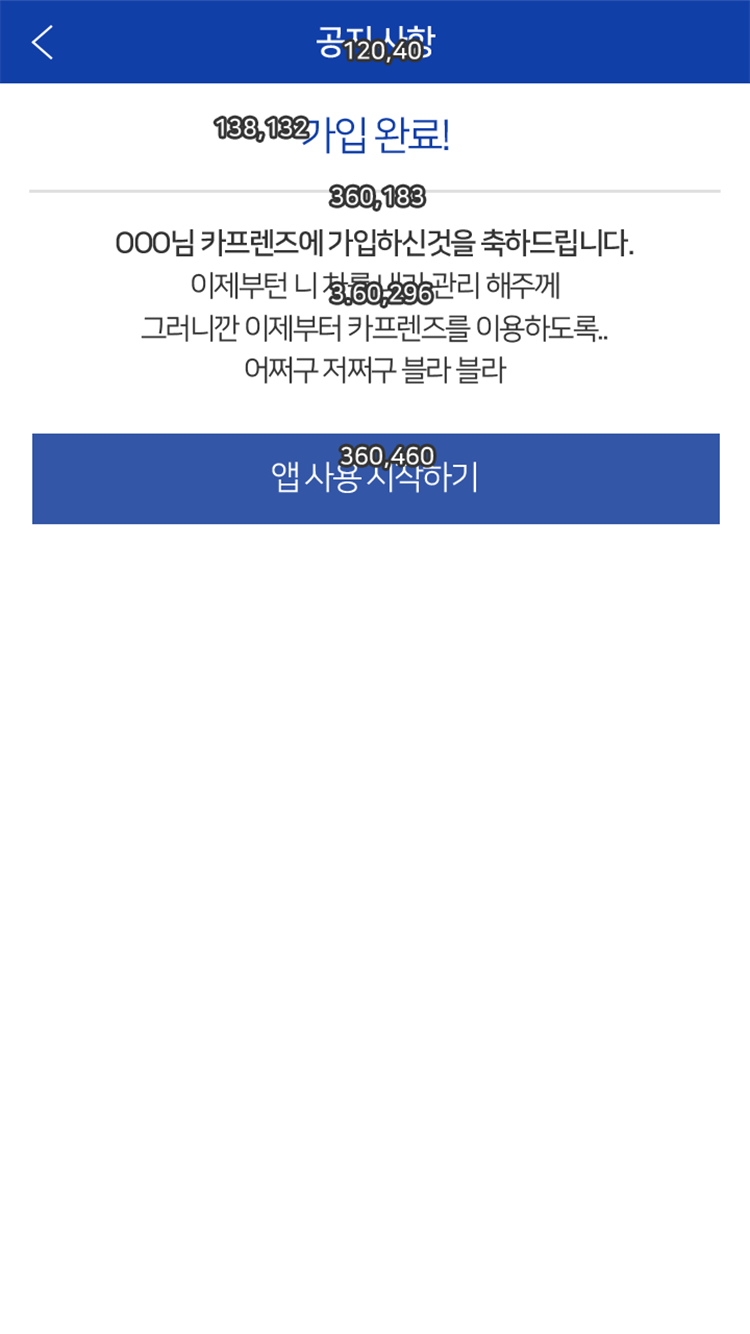 공지사항
120,40
138,132
가입 완료!
360,183
OOO님 카프렌즈에 가입하신것을 축하드립니다.
이제부턴 니 차를 내가 관리 해주께
3.60,296
그러니깐 이제부터 카프렌즈를 이용하도록..
어쩌구 저쩌구 블라 블라
360,460
앱 사용 시작하기